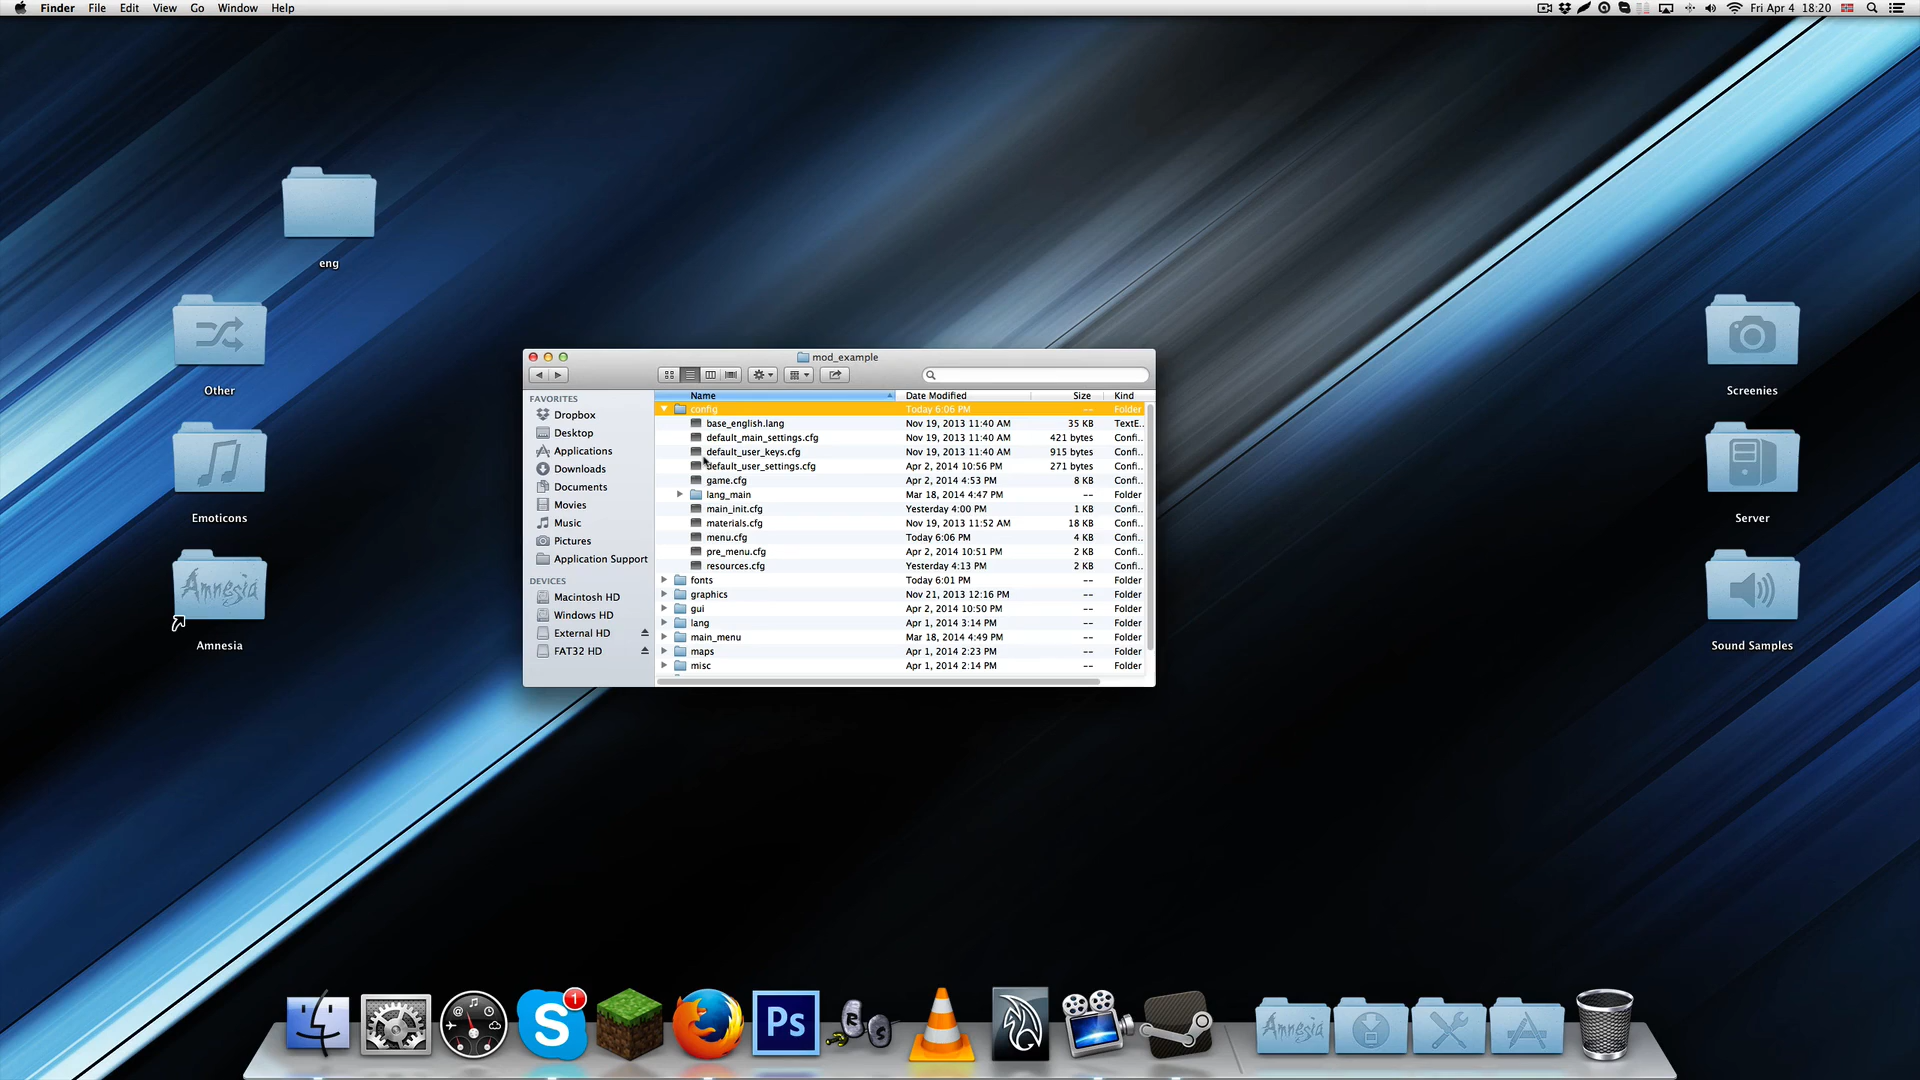 Finder File Edit View Go Window Help
Fri Apr 4 18:20
eng
Other
Emoticons
Amnesia
Amnesia
Screenies
Server
Sound Samples
mod_example
FAVORITES
Dropbox
Desktop
Applications
Downloads
Documents
Movies
Music
Pictures
Application Support
DEVICES
Macintosh HD
Windows HD
External HD
FAT32 HD
Name Date Modified Size Kind
config Today 6:06 PM -- Folder
base_english.lang Nov 19, 2013 11:40 AM 35 KB TextE..
default_main_settings.cfg Nov 19, 2013 11:40 AM 421 bytes Confi..
default_user_keys.cfg Nov 19, 2013 11:40 AM 915 bytes Confi..
default_user_settings.cfg Apr 2, 2014 10:56 PM 271 bytes Confi..
game.cfg Apr 2, 2014 4:53 PM 8 KB Confi..
lang_main Mar 18, 2014 4:47 PM -- Folder
main_init.cfg Yesterday 4:00 PM 1 KB Confi..
materials.cfg Nov 19, 2013 11:52 AM 18 KB Confi..
menu.cfg Today 6:06 PM 4 KB Confi..
pre_menu.cfg Apr 2, 2014 10:51 PM 2 KB Confi..
resources.cfg Yesterday 4:13 PM 2 KB Confi..
fonts Today 6:01 PM -- Folder
graphics Nov 21, 2013 12:16 PM -- Folder
gui Apr 2, 2014 10:50 PM -- Folder
lang Apr 1, 2014 3:14 PM -- Folder
main_menu Mar 18, 2014 4:49 PM -- Folder
maps Apr 1, 2014 2:23 PM -- Folder
misc Apr 1, 2014 2:14 PM -- Folder
S 1
Ps
R S
Amnesia